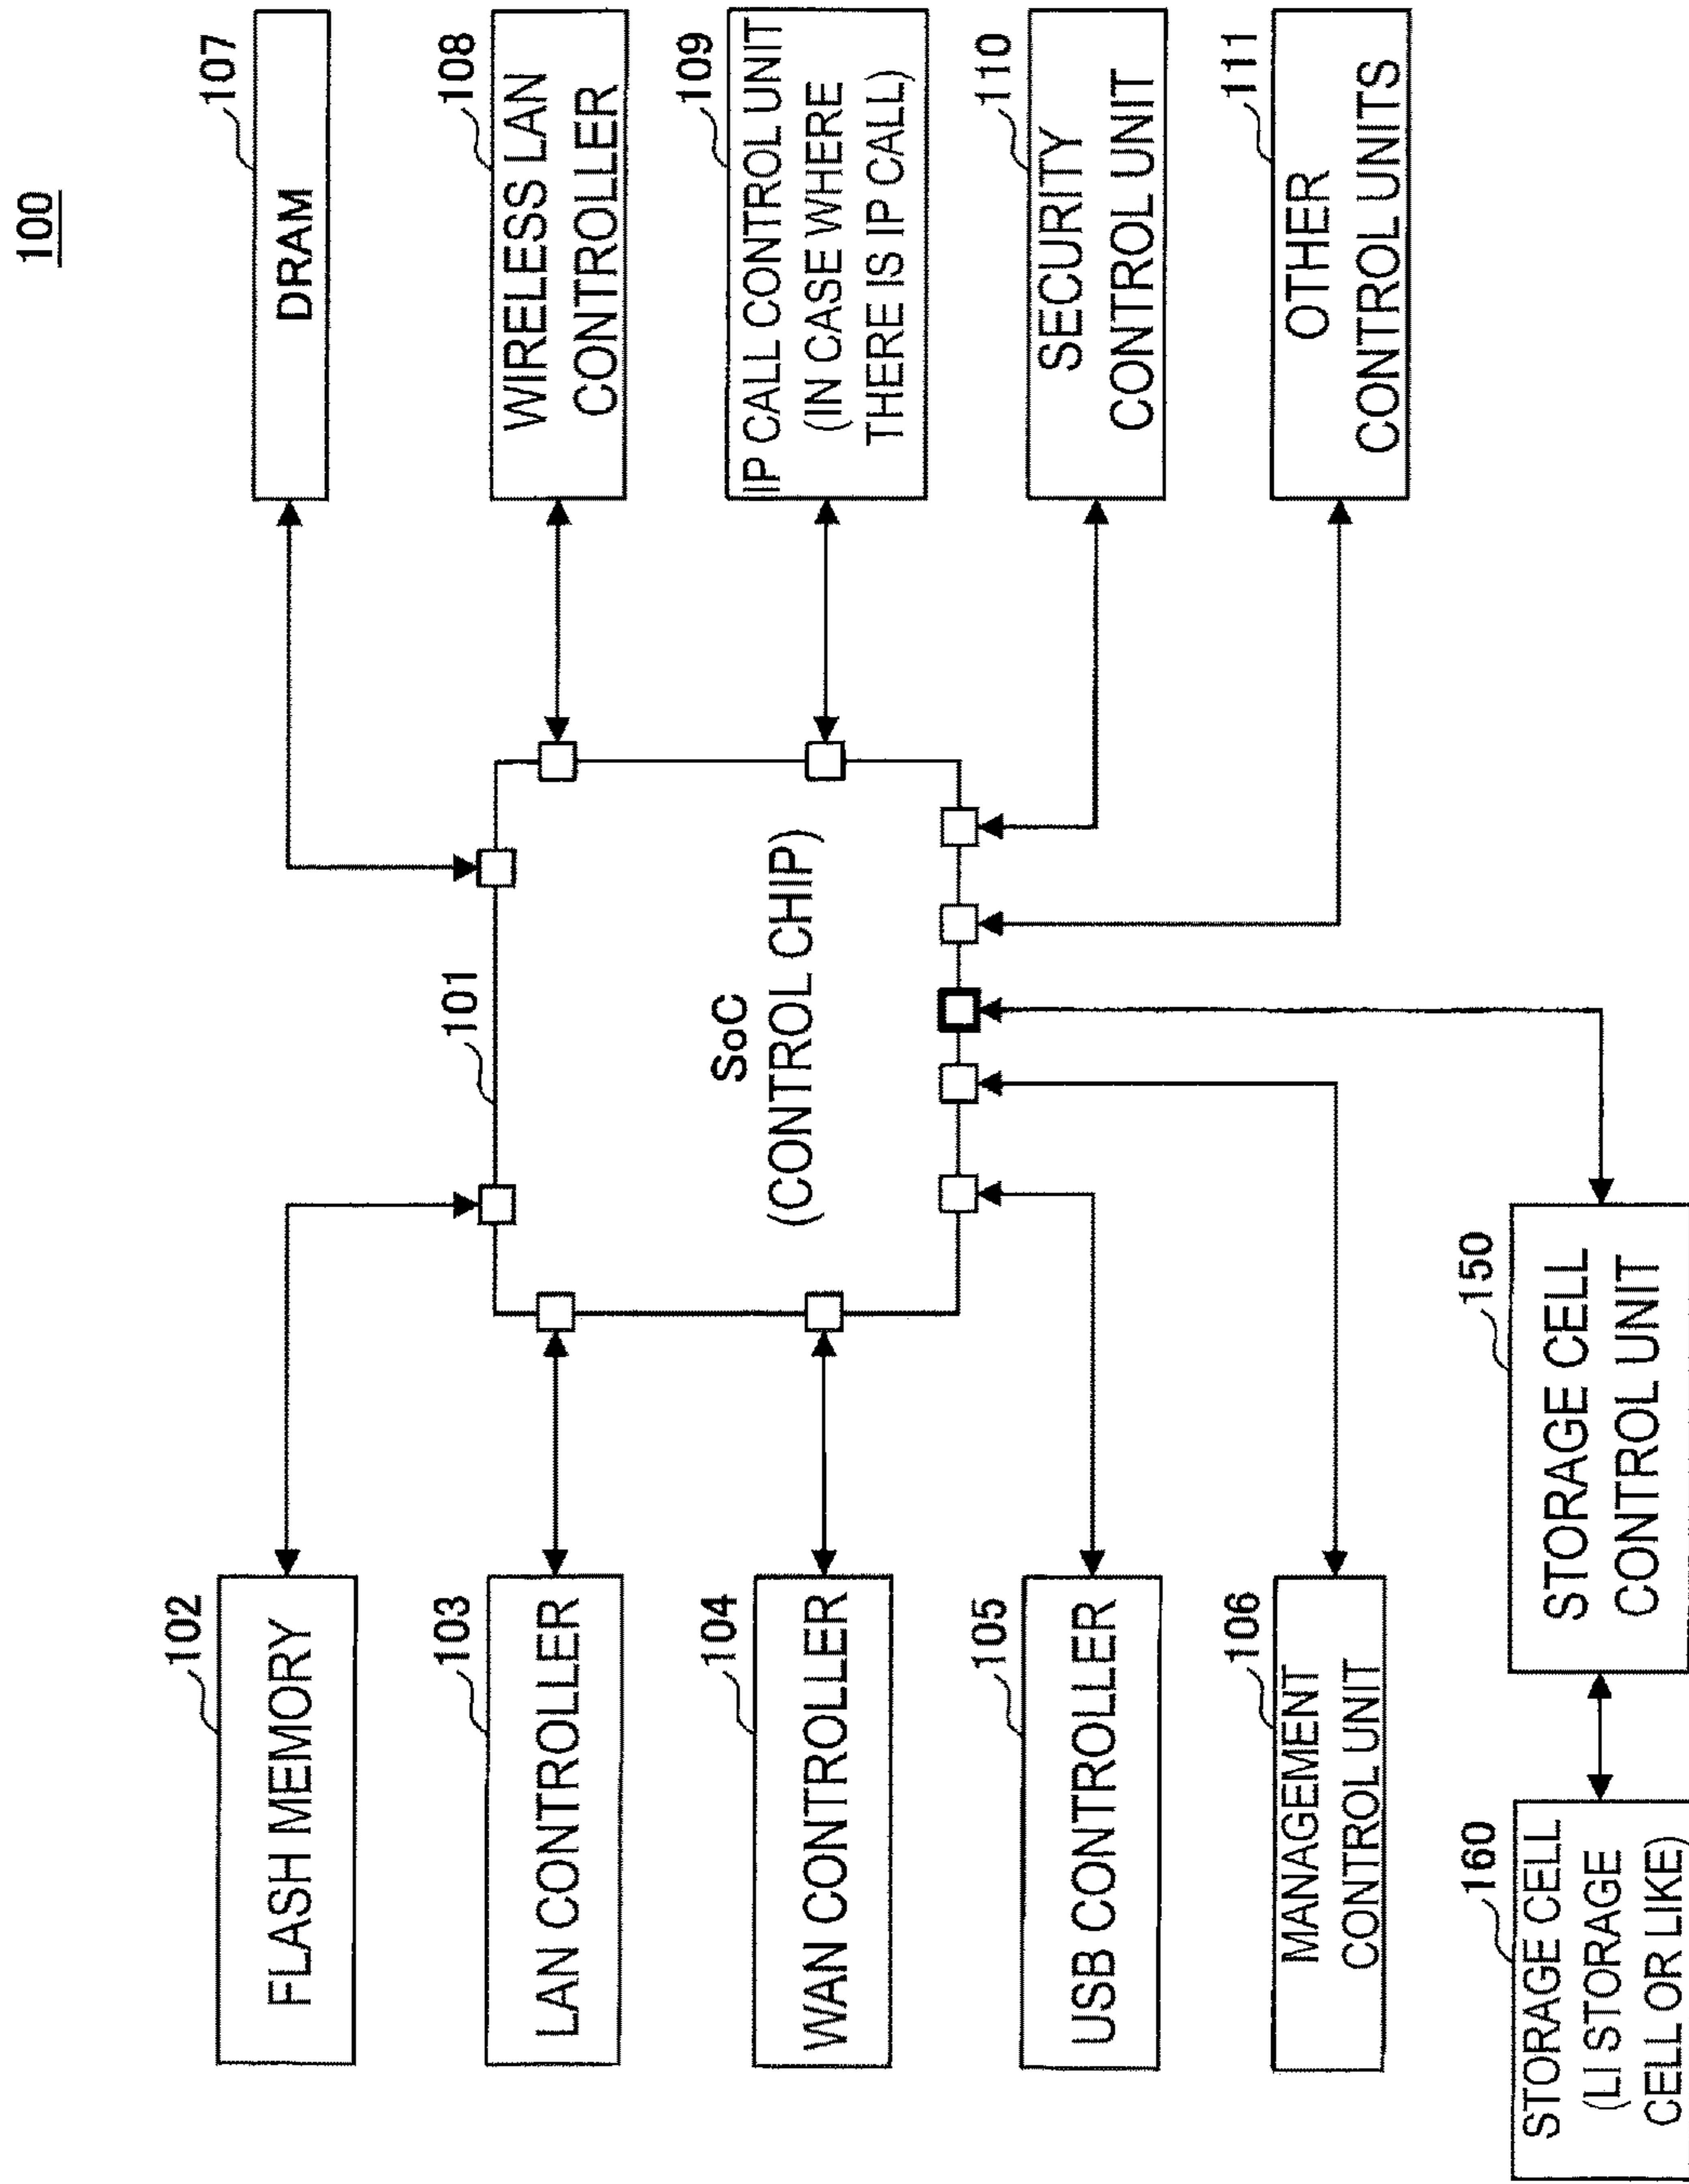 100
102
FLASH MEMORY
103
LAN CONTROLLER
104
WAN CONTROLLER
105
USB CONTROLLER
106
MANAGEMENT
CONTROL UNIT
160
STORAGE CELL
(LI STORAGE
CELL OR LIKE)
150
STORAGE CELL
CONTROL UNIT
101
SoC
(CONTROL CHIP)
107
DRAM
108
WIRELESS LAN
CONTROLLER
109
IP CALL CONTROL UNIT
(IN CASE WHERE
THERE IS IP CALL)
110
SECURITY
CONTROL UNIT
111
OTHER
CONTROL UNITS